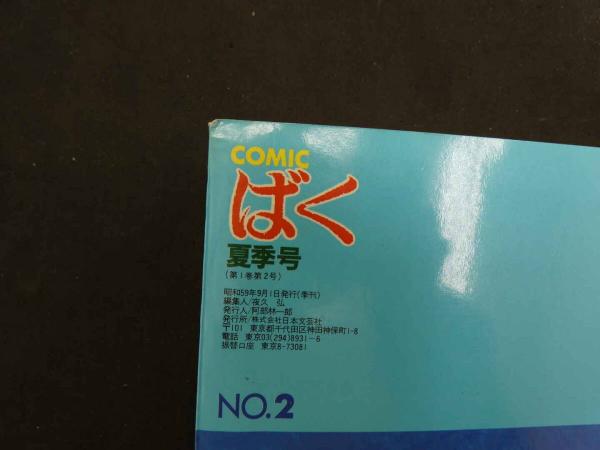 COMIC
ばく
夏季号
(第1巻第2号)
昭和59年9月1日発行(季刊)
編集人/夜久 弘
発行人/阿部林一郎
発行所/株式会社日本文芸社
〒101 東京都千代田区神田神保町1-8
電話 東京03(294)8931-6
振替口座 東京8-73081
NO.2